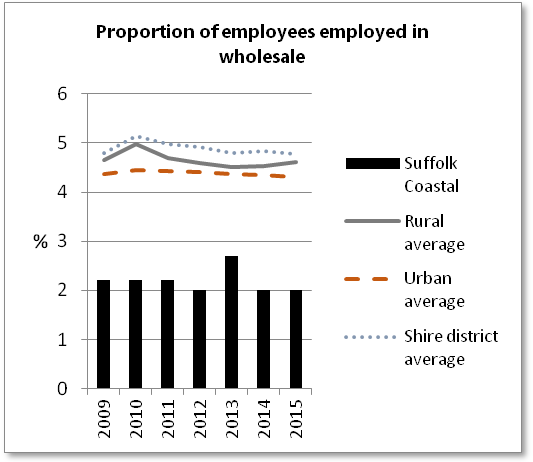 Proportion of employees employed in
wholesale
6
5
4
3
2
1
0
%
2009
2010
2011
2012
2013
2014
2015
Suffolk
Coastal
Rural
average
Urban
average
Shire district
average